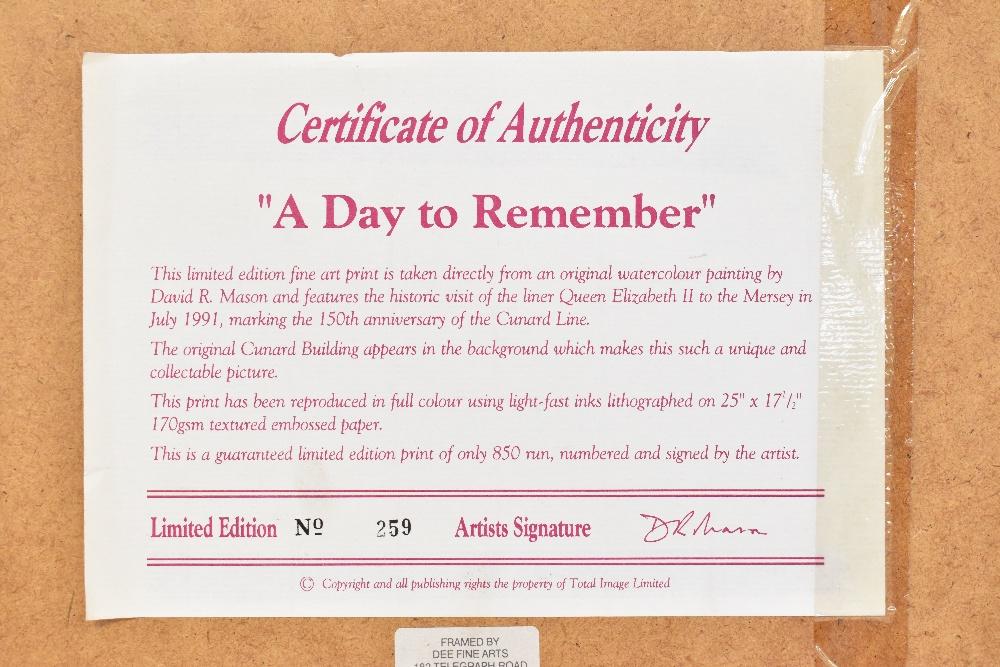 Certificate of Authenticity
"A Day to Remember"
This limited edition fine art print is taken directly from an original watercolour painting by
David R. Mason and features the historic visit of the liner Queen Elizabeth II to the Mersey in
July 1991, marking the 150th anniversary of the Cunard Line.
The original Cunard Building appears in the background which makes this such a unique and
collectable picture.
This print has been reproduced in full colour using light-fast inks lithographed on 25" x 17 1/2"
170gsm textured embossed paper.
This is a guaranteed limited edition print of only 850 run, numbered and signed by the artist.
Limited Edition Nº 259 Artists Signature D R Mason
© Copyright and all publishing rights the property of Total Image Limited
FRAMED BY
DEE FINE ARTS
182 TELEGRAPH ROAD